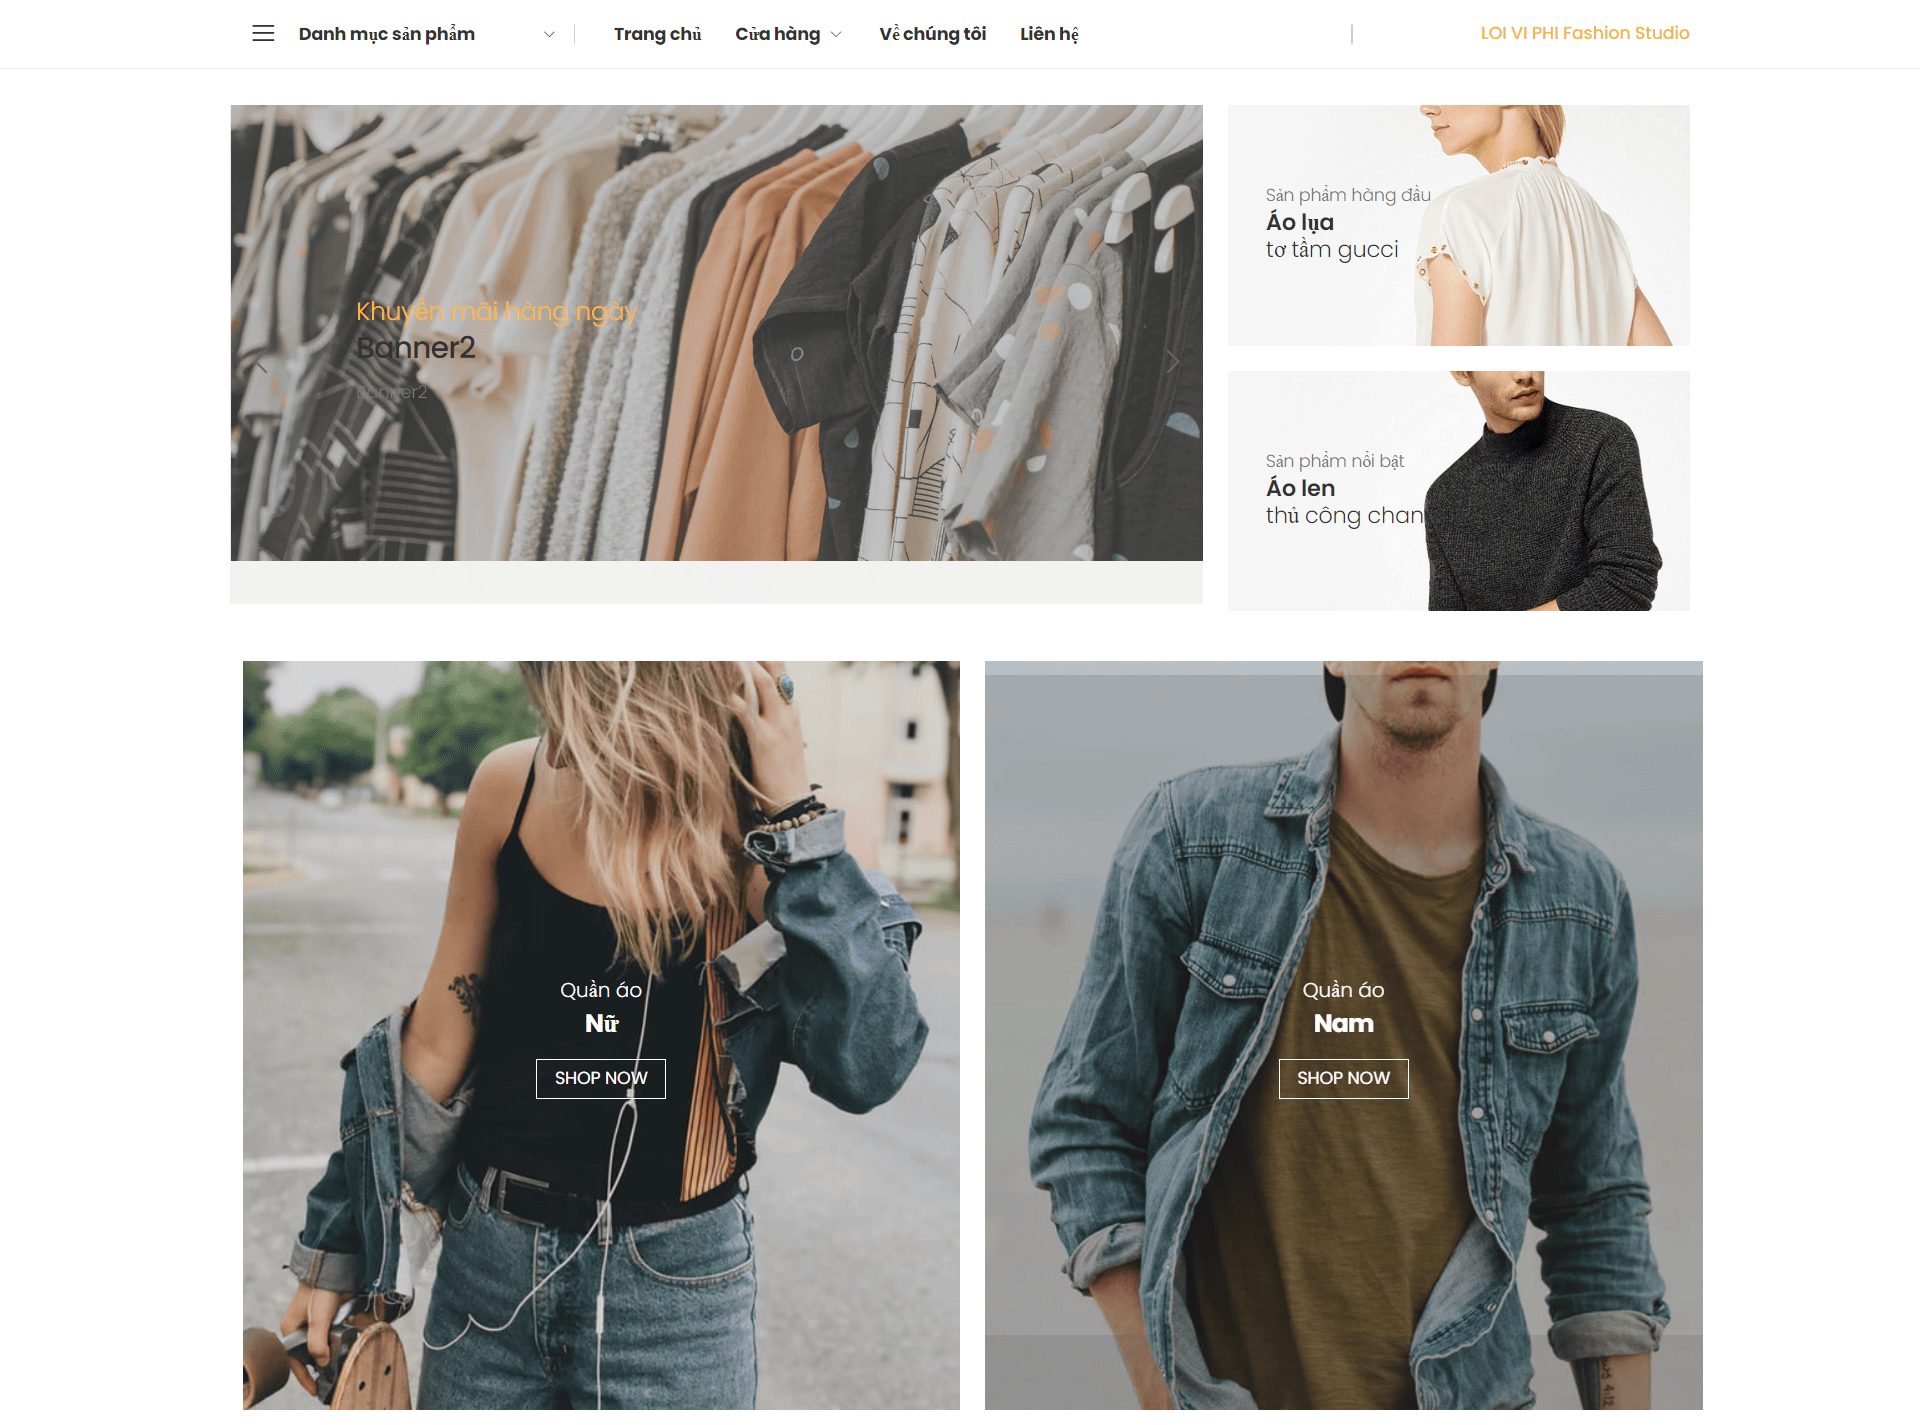 Danh mục sản phẩm
Trang chủ
Cửa hàng
Về chúng tôi
Liên hệ
LOI VI PHI Fashion Studio
Khuyễn mãi hàng ngày
Banner2
Banner2
Sản phẩm hàng đầu
Áo lụa
tơ tằm gucci
Sản phẩm nổi bật
Áo len
thủ công chan
Quần áo
Nữ
SHOP NOW
Quần áo
Nam
SHOP NOW